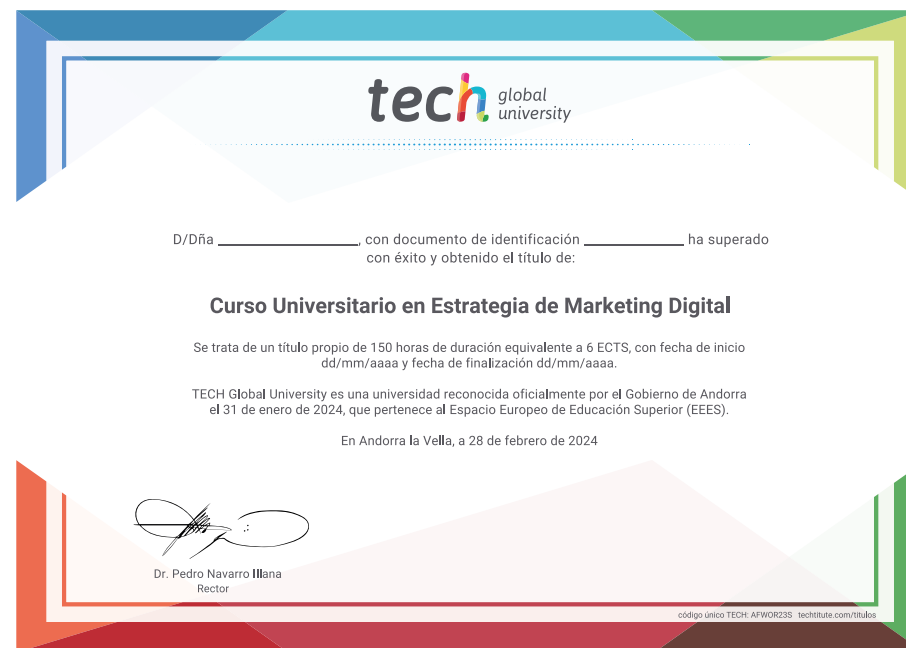 tech global university
D/Dña ______________, con documento de identificación __________ ha superado
con éxito y obtenido el título de:
Curso Universitario en Estrategia de Marketing Digital
Se trata de un título propio de 150 horas de duración equivalente a 6 ECTS, con fecha de inicio
dd/mm/aaaa y fecha de finalización dd/mm/aaaa.
TECH Global University es una universidad reconocida oficialmente por el Gobierno de Andorra
el 31 de enero de 2024, que pertenece al Espacio Europeo de Educación Superior (EEES).
En Andorra la Vella, a 28 de febrero de 2024
Dr. Pedro Navarro Illana
Rector
código único TECH: AFWOR23S techtitute.com/titulos